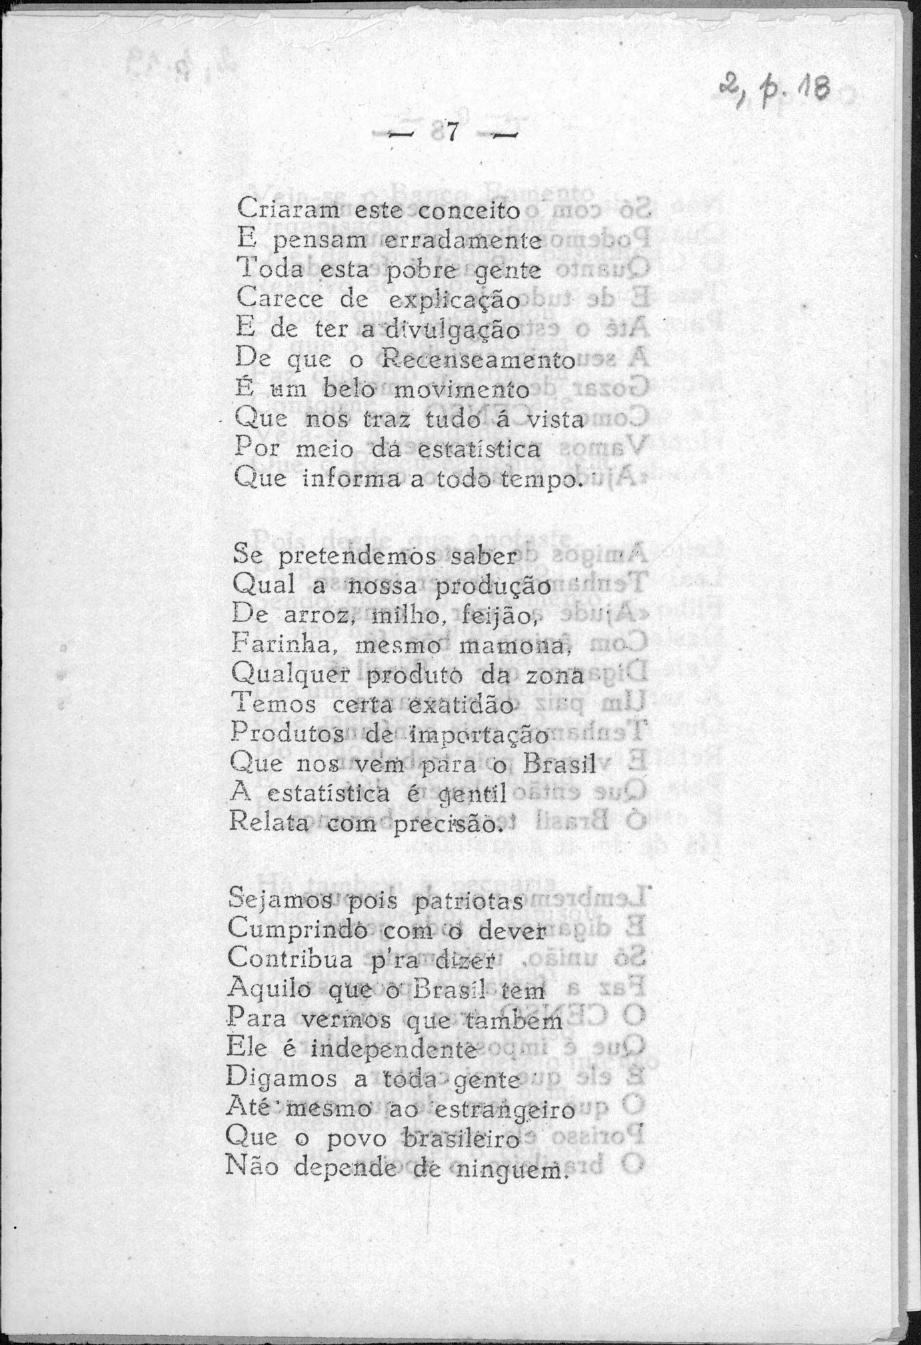 2, p. 18
— 7 —
Criaram este conceito
E pensam erradamente
Toda esta pobre gente
Carece de explicação
E de ter a divulgação
De que o Recenseamento
É um belo movimento
Que nos traz tudo á vista
Por meio da estatística
Que informa a todo tempo.
Se pretendemos saber
Qual a nossa produção
De arroz, milho, feijão,
Farinha, mesmo mamona,
Qualquer produto da zona
Temos certa exatidão
Produtos de importação
Que nos vem para o Brasil
A estatística é gentil
Relata com precisão.
Sejamos pois patriotas
Cumprindo com o dever
Contribua p'ra dizer
Aquilo que o Brasil tem
Para vermos que também
Ele é independente
Digamos a toda gente
Até mesmo ao estrangeiro
Que o povo brasileiro
Não depende de ninguem.